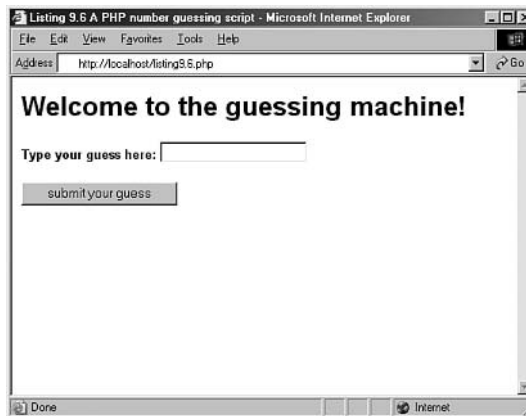 Listing 9.6 A PHP number guessing script - Microsoft Internet Explorer
File Edit View Favorites Tools Help
Address http://localhost/listing9.6.php Go
Welcome to the guessing machine!
Type your guess here:
submit your guess
Done Internet